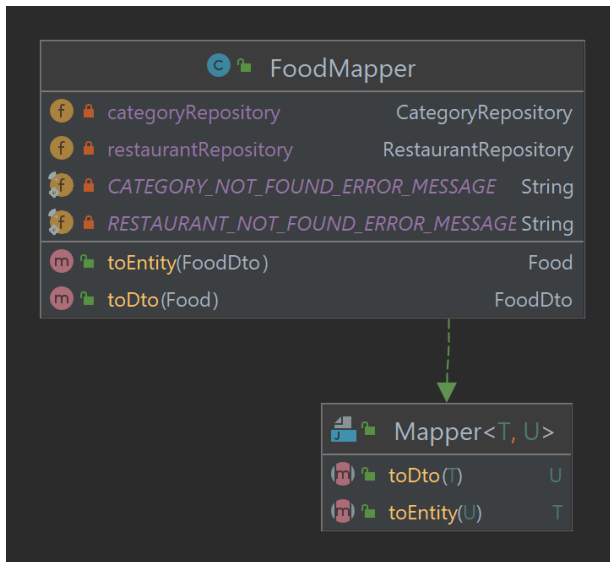 FoodMapper
categoryRepository CategoryRepository
restaurantRepository RestaurantRepository
CATEGORY_NOT_FOUND_ERROR_MESSAGE String
RESTAURANT_NOT_FOUND_ERROR_MESSAGE String
toEntity(FoodDto) Food
toDto(Food) FoodDto
Mapper<T, U>
toDto(T) U
toEntity(U) T